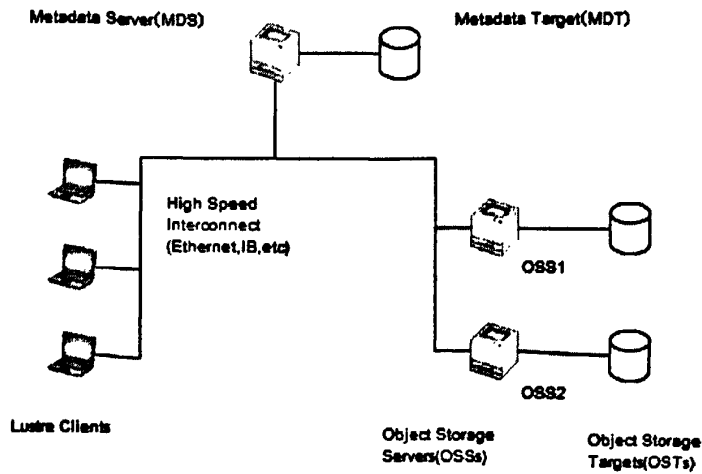 Metadata Server(MDS)
Metadata Target(MDT)
High Speed
Interconnect
(Ethernet,IB,etc)
OSS1
OSS2
Lustre Clients
Object Storage
Servers(OSSs)
Object Storage
Targets(OSTs)